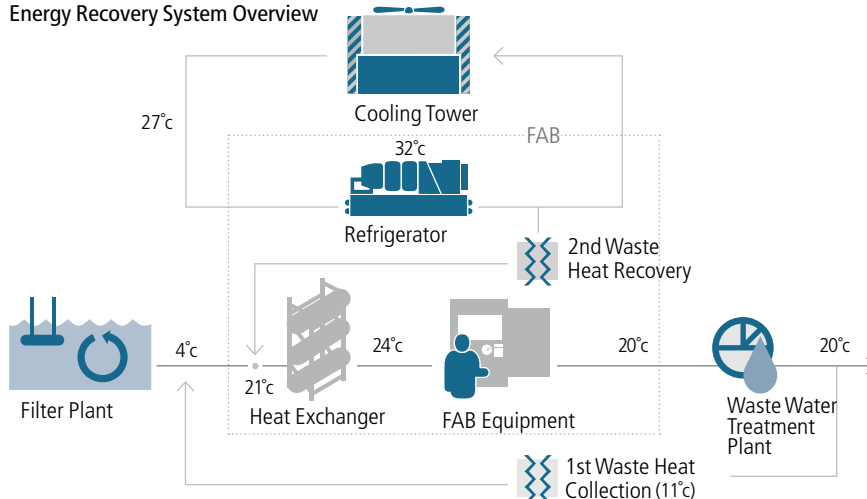 Energy Recovery System Overview
Cooling Tower
27˚c
FAB
32˚c
Refrigerator
2nd Waste
Heat Recovery
4˚c
24˚c
20˚c
20˚c
21˚c
Filter Plant
Heat Exchanger
FAB Equipment
Waste Water
Treatment
Plant
1st Waste Heat
Collection (11˚c)